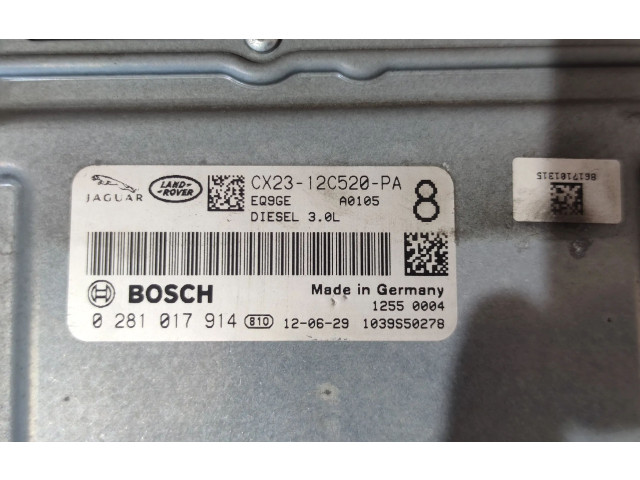 JAGUAR
LAND-
ROVER
CX23-12C520-PA
EQ9GE A0105
DIESEL 3.0L
8
BOSCH
Made in Germany
1255 0004
0 281 017 914 810 12-06-29 1039S50278
8617101315